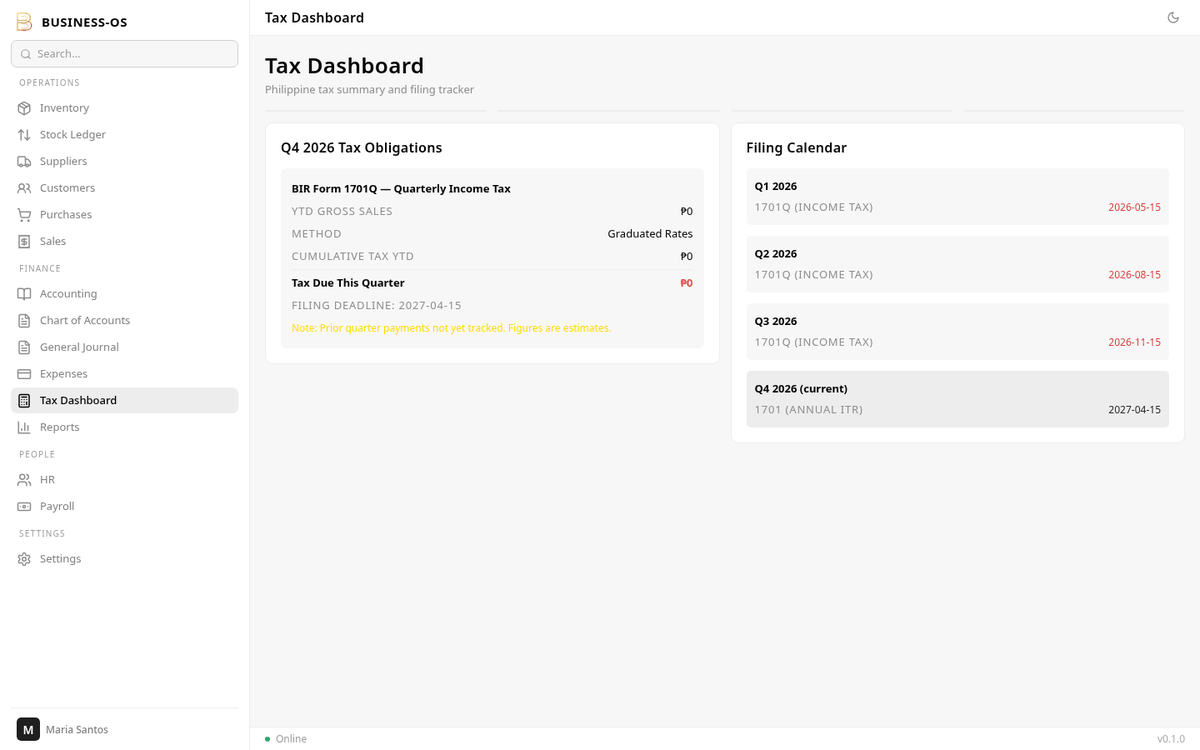 BUSINESS-OS
Search...
OPERATIONS
Inventory
Stock Ledger
Suppliers
Customers
Purchases
Sales
FINANCE
Accounting
Chart of Accounts
General Journal
Expenses
Tax Dashboard
Reports
PEOPLE
HR
Payroll
SETTINGS
Settings
M Maria Santos
Tax Dashboard
Tax Dashboard
Philippine tax summary and filing tracker
Q4 2026 Tax Obligations
BIR Form 1701Q — Quarterly Income Tax
YTD GROSS SALES ₱0
METHOD Graduated Rates
CUMULATIVE TAX YTD ₱0
Tax Due This Quarter ₱0
FILING DEADLINE: 2027-04-15
Note: Prior quarter payments not yet tracked. Figures are estimates.
Filing Calendar
Q1 2026
1701Q (INCOME TAX) 2026-05-15
Q2 2026
1701Q (INCOME TAX) 2026-08-15
Q3 2026
1701Q (INCOME TAX) 2026-11-15
Q4 2026 (current)
1701 (ANNUAL ITR) 2027-04-15
Online
v0.1.0